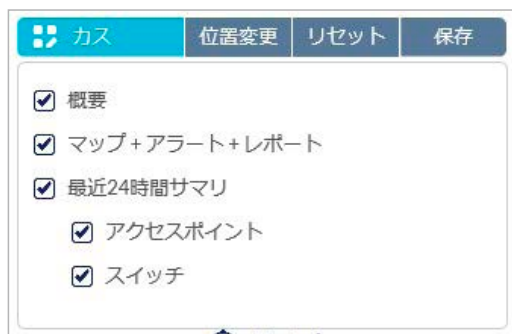 カス 位置変更 リセット 保存
概要
マップ+アラート+レポート
最近24時間サマリ
アクセスポイント
スイッチ